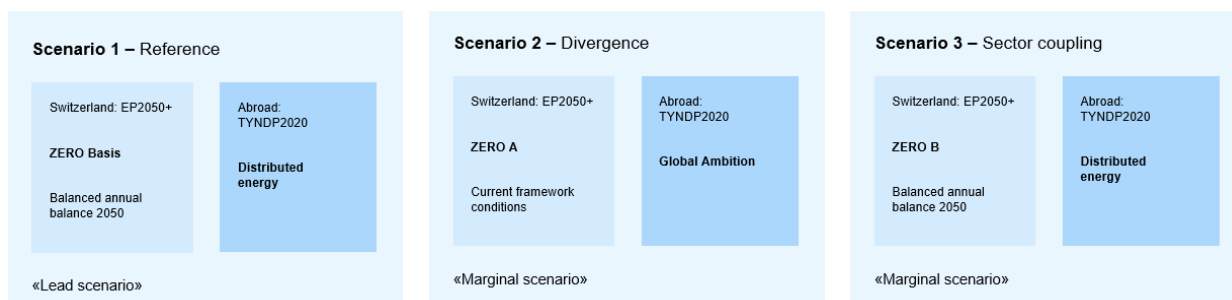 Scenario 1 – Reference
Switzerland: EP2050+
ZERO Basis
Balanced annual
balance 2050
Abroad:
TYNDP2020
Distributed
energy
«Lead scenario»
Scenario 2 – Divergence
Switzerland: EP2050+
ZERO A
Current framework
conditions
Abroad:
TYNDP2020
Global Ambition
«Marginal scenario»
Scenario 3 – Sector coupling
Switzerland: EP2050+
ZERO B
Balanced annual
balance 2050
Abroad:
TYNDP2020
Distributed
energy
«Marginal scenario»